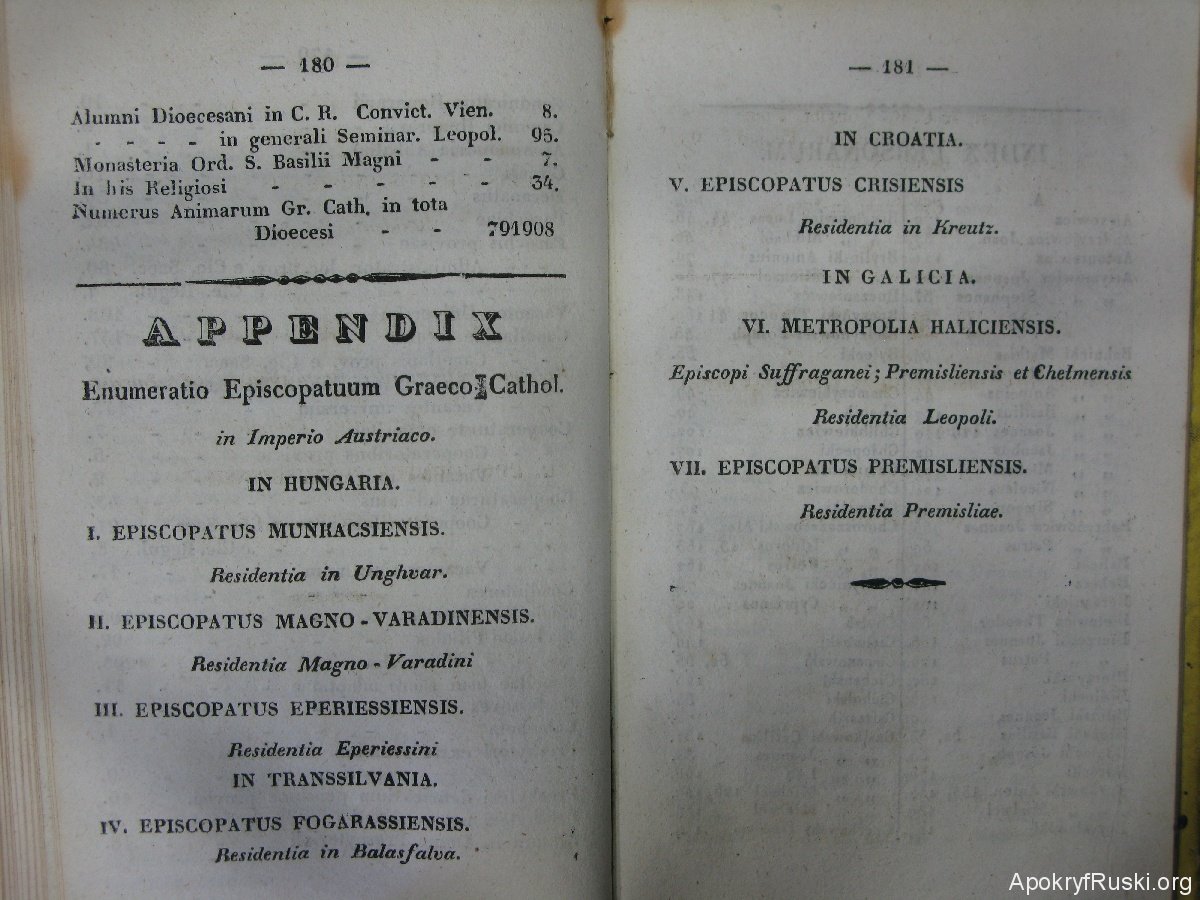 — 180 —
Alumni Dioecesani in C. R. Convict. Vien. 8.
- - - - in generali Seminar. Leopol. 95.
Monasteria Ord. S. Basilii Magni - - 7.
In his Religiosi - - - - - 34.
Numerus Animarum Gr. Cath. in tota
Dioecesi - - 791908
APPENDIX
Enumeratio Episcopatuum Graeco-Cathol.
in Imperio Austriaco.
IN HUNGARIA.
I. EPISCOPATUS MUNKACSIENSIS.
Residentia in Unghvar.
II. EPISCOPATUS MAGNO-VARADINENSIS.
Residentia Magno-Varadini
III. EPISCOPATUS EPERIESSIENSIS.
Residentia Eperiessini
IN TRANSSILVANIA.
IV. EPISCOPATUS FOGARASSIENSIS.
Residentia in Balasfalva.
— 181 —
IN CROATIA.
V. EPISCOPATUS CRISIENSIS
Residentia in Kreutz.
IN GALICIA.
VI. METROPOLIA HALICIENSIS.
Episcopi Suffraganei; Premisliensis et Chelmensis
Residentia Leopoli.
VII. EPISCOPATUS PREMISLIENSIS.
Residentia Premisliae.
ApokryfRuski.org